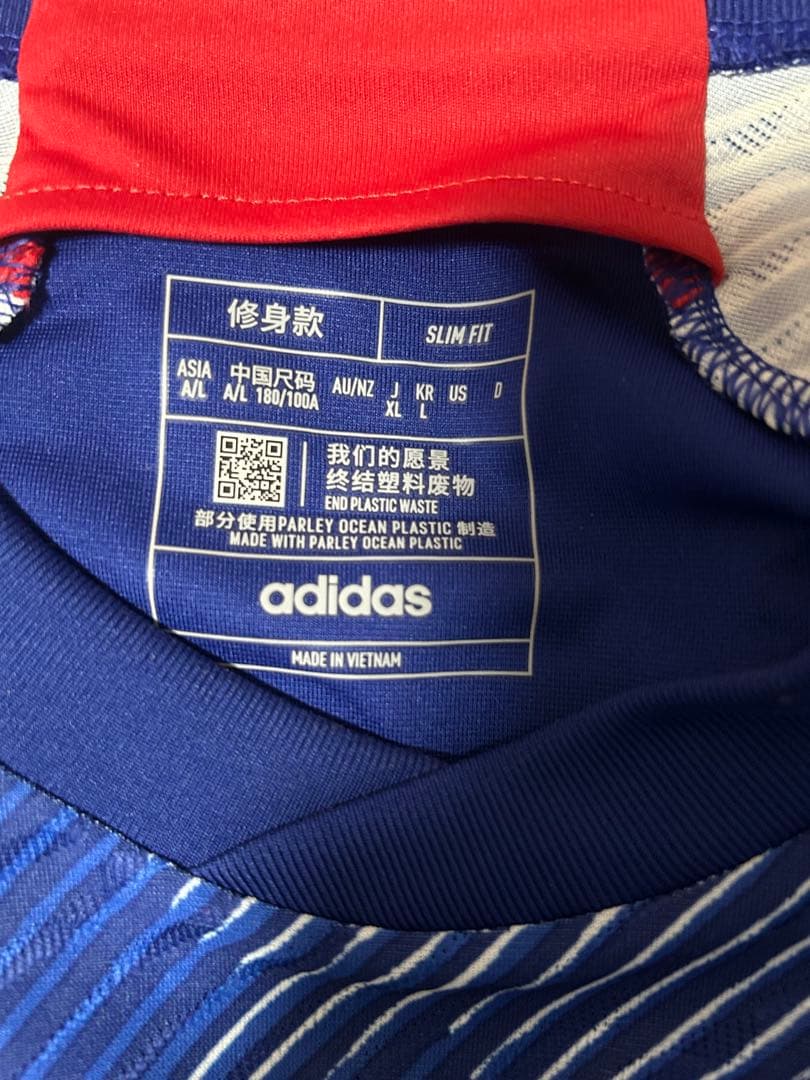 修身款 SLIM FIT
ASIA 中国尺码 AU/NZ J KR US D
A/L A/L 180/100A XL L
我们的愿景
终结塑料废物
END PLASTIC WASTE
部分使用PARLEY OCEAN PLASTIC 制造
MADE WITH PARLEY OCEAN PLASTIC
adidas
MADE IN VIETNAM